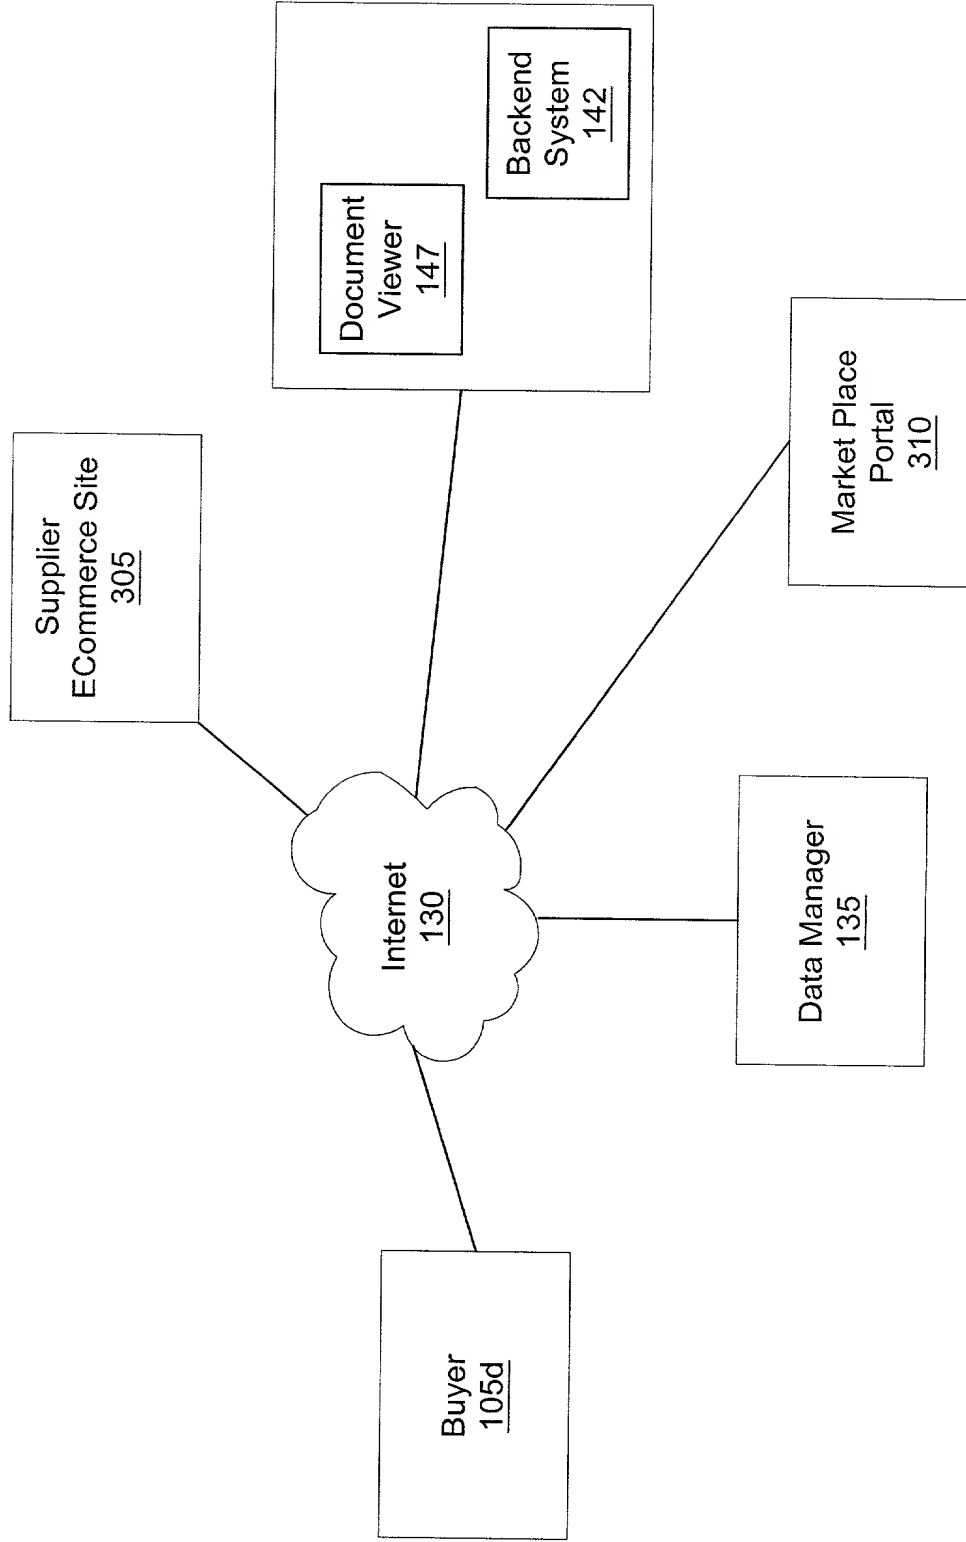 Supplier
ECommerce Site
305
Document
Viewer
147
Backend
System
142
Buyer
105d
Internet
130
Data Manager
135
Market Place
Portal
310